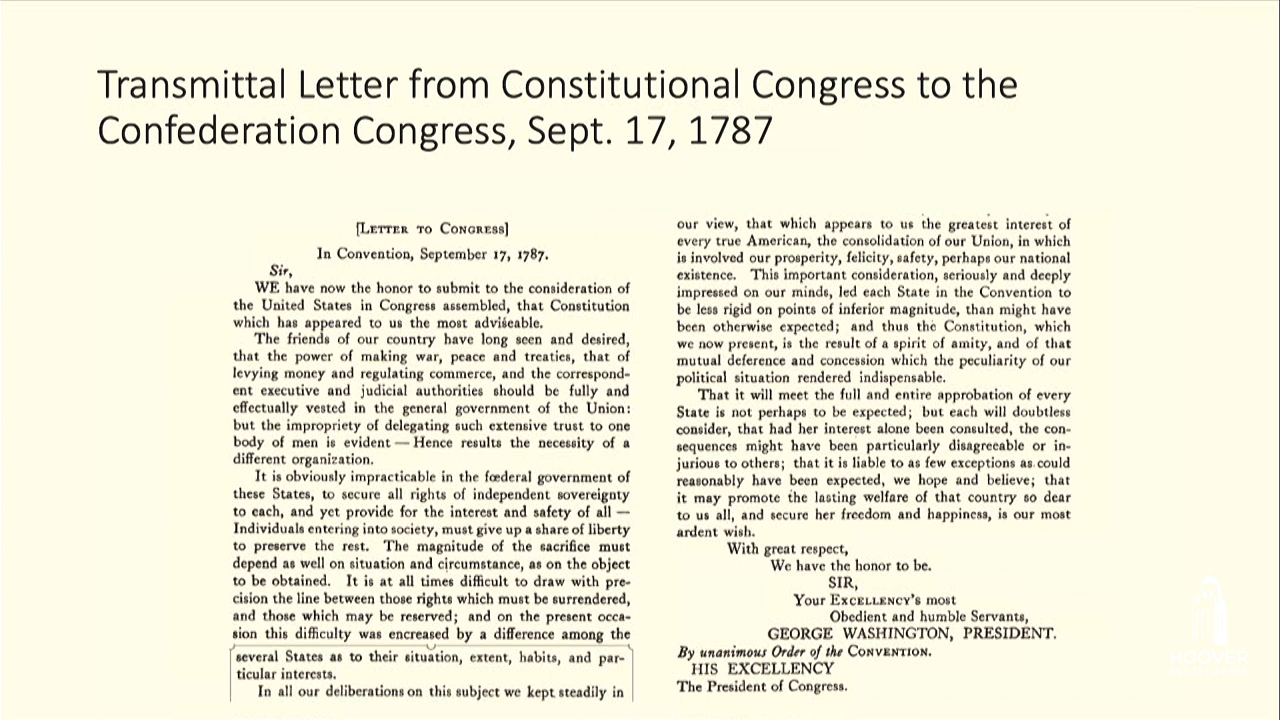 Transmittal Letter from Constitutional Congress to the
Confederation Congress, Sept. 17, 1787
[LETTER TO CONGRESS]
In Convention, September 17, 1787.
Sir,
WE have now the honor to submit to the consideration of
the United States in Congress assembled, that Constitution
which has appeared to us the most adviseable.
The friends of our country have long seen and desired,
that the power of making war, peace and treaties, that of
levying money and regulating commerce, and the correspond-
ent executive and judicial authorities should be fully and
effectually vested in the general government of the Union:
but the impropriety of delegating such extensive trust to one
body of men is evident — Hence results the necessity of a
different organization.
It is obviously impracticable in the fœderal government of
these States, to secure all rights of independent sovereignty
to each, and yet provide for the interest and safety of all —
Individuals entering into society, must give up a share of liberty
to preserve the rest. The magnitude of the sacrifice must
depend as well on situation and circumstance, as on the object
to be obtained. It is at all times difficult to draw with pre-
cision the line between those rights which must be surrendered,
and those which may be reserved; and on the present occa-
sion this difficulty was encreased by a difference among the
several States as to their situation, extent, habits, and par-
ticular interests.
In all our deliberations on this subject we kept steadily in
our view, that which appears to us the greatest interest of
every true American, the consolidation of our Union, in which
is involved our prosperity, felicity, safety, perhaps our national
existence. This important consideration, seriously and deeply
impressed on our minds, led each State in the Convention to
be less rigid on points of inferior magnitude, than might have
been otherwise expected; and thus the Constitution, which
we now present, is the result of a spirit of amity, and of that
mutual deference and concession which the peculiarity of our
political situation rendered indispensable.
That it will meet the full and entire approbation of every
State is not perhaps to be expected; but each will doubtless
consider, that had her interest alone been consulted, the con-
sequences might have been particularly disagreeable or in-
jurious to others; that it is liable to as few exceptions as could
reasonably have been expected, we hope and believe; that
it may promote the lasting welfare of that country so dear
to us all, and secure her freedom and happiness, is our most
ardent wish.
With great respect,
We have the honor to be.
SIR,
Your EXCELLENCY's most
Obedient and humble Servants,
GEORGE WASHINGTON, PRESIDENT.
By unanimous Order of the CONVENTION.
HIS EXCELLENCY
The President of Congress.
HOOVER